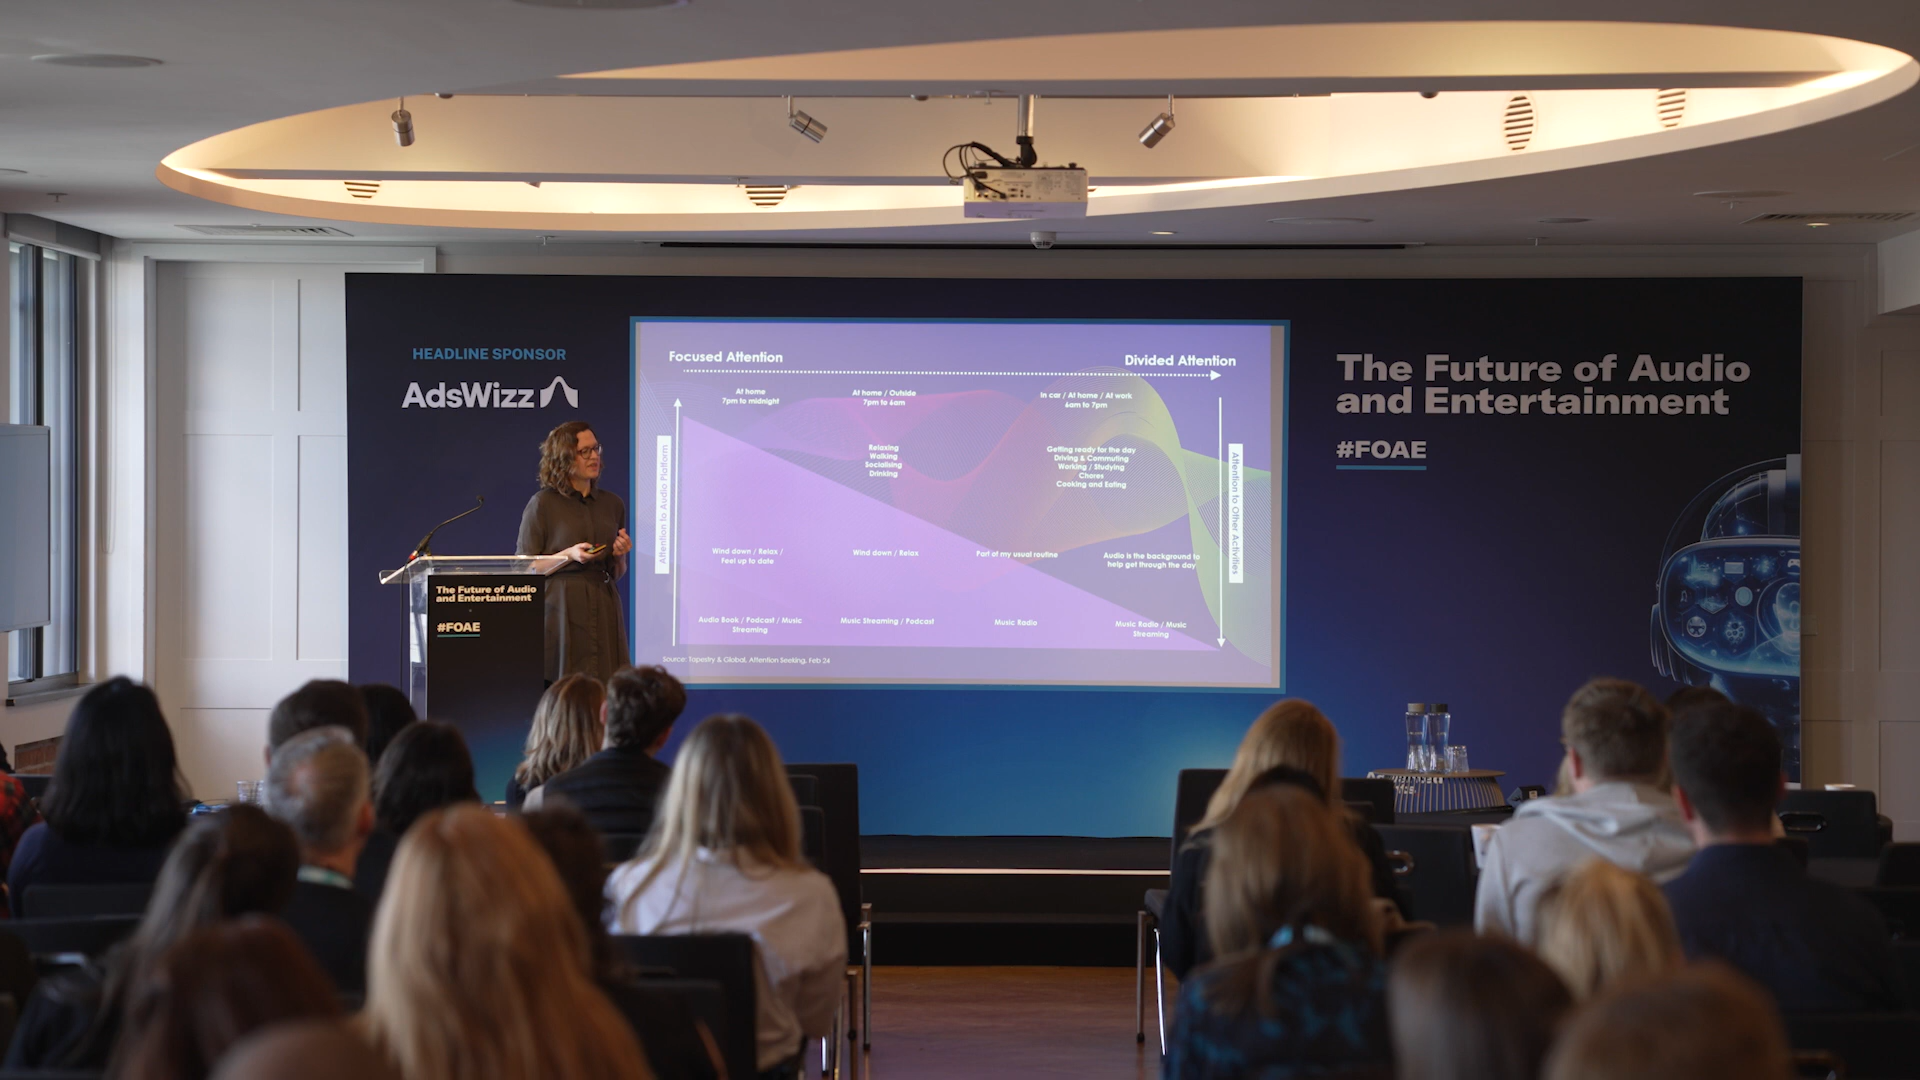 HEADLINE SPONSOR
AdsWizz
The Future of Audio
and Entertainment
#FOAE
Focused Attention
Divided Attention
At home
7pm to midnight
At home / Outside
7pm to 6am
In car / At home / At work
6am to 7pm
Attention to Audio Platform
Attention to Other Activities
Relaxing
Walking
Socialising
Drinking
Getting ready for the day
Driving & Commuting
Working / Studying
Chores
Cooking and Eating
Wind down / Relax /
Feel up to date
Wind down / Relax
Part of my usual routine
Audio is the background to
help get through the day
Audio Book / Podcast / Music
Streaming
Music Streaming / Podcast
Music Radio
Music Radio / Music
Streaming
Source: Tapestry & Global, Attention Seeking, Feb 24
The Future of Audio
and Entertainment
#FOAE